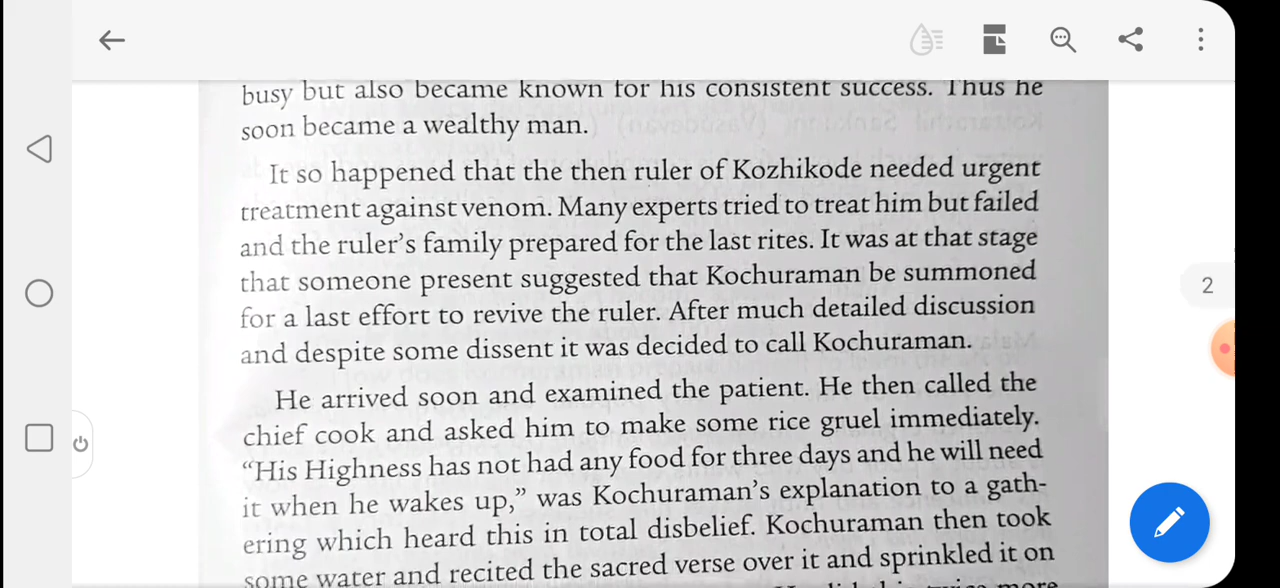 busy but also became known for his consistent success. Thus he
soon became a wealthy man.
It so happened that the then ruler of Kozhikode needed urgent
treatment against venom. Many experts tried to treat him but failed
and the ruler's family prepared for the last rites. It was at that stage
that someone present suggested that Kochuraman be summoned
for a last effort to revive the ruler. After much detailed discussion
and despite some dissent it was decided to call Kochuraman.
He arrived soon and examined the patient. He then called the
chief cook and asked him to make some rice gruel immediately.
“His Highness has not had any food for three days and he will need
it when he wakes up,” was Kochuraman's explanation to a gath-
ering which heard this in total disbelief. Kochuraman then took
some water and recited the sacred verse over it and sprinkled it on
2